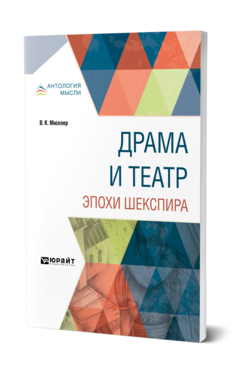 АНТОЛОГИЯ
МЫСЛИ
В. К. Мюллер
ДРАМА
И ТЕАТР
ЭПОХИ ШЕКСПИРА
юрайт